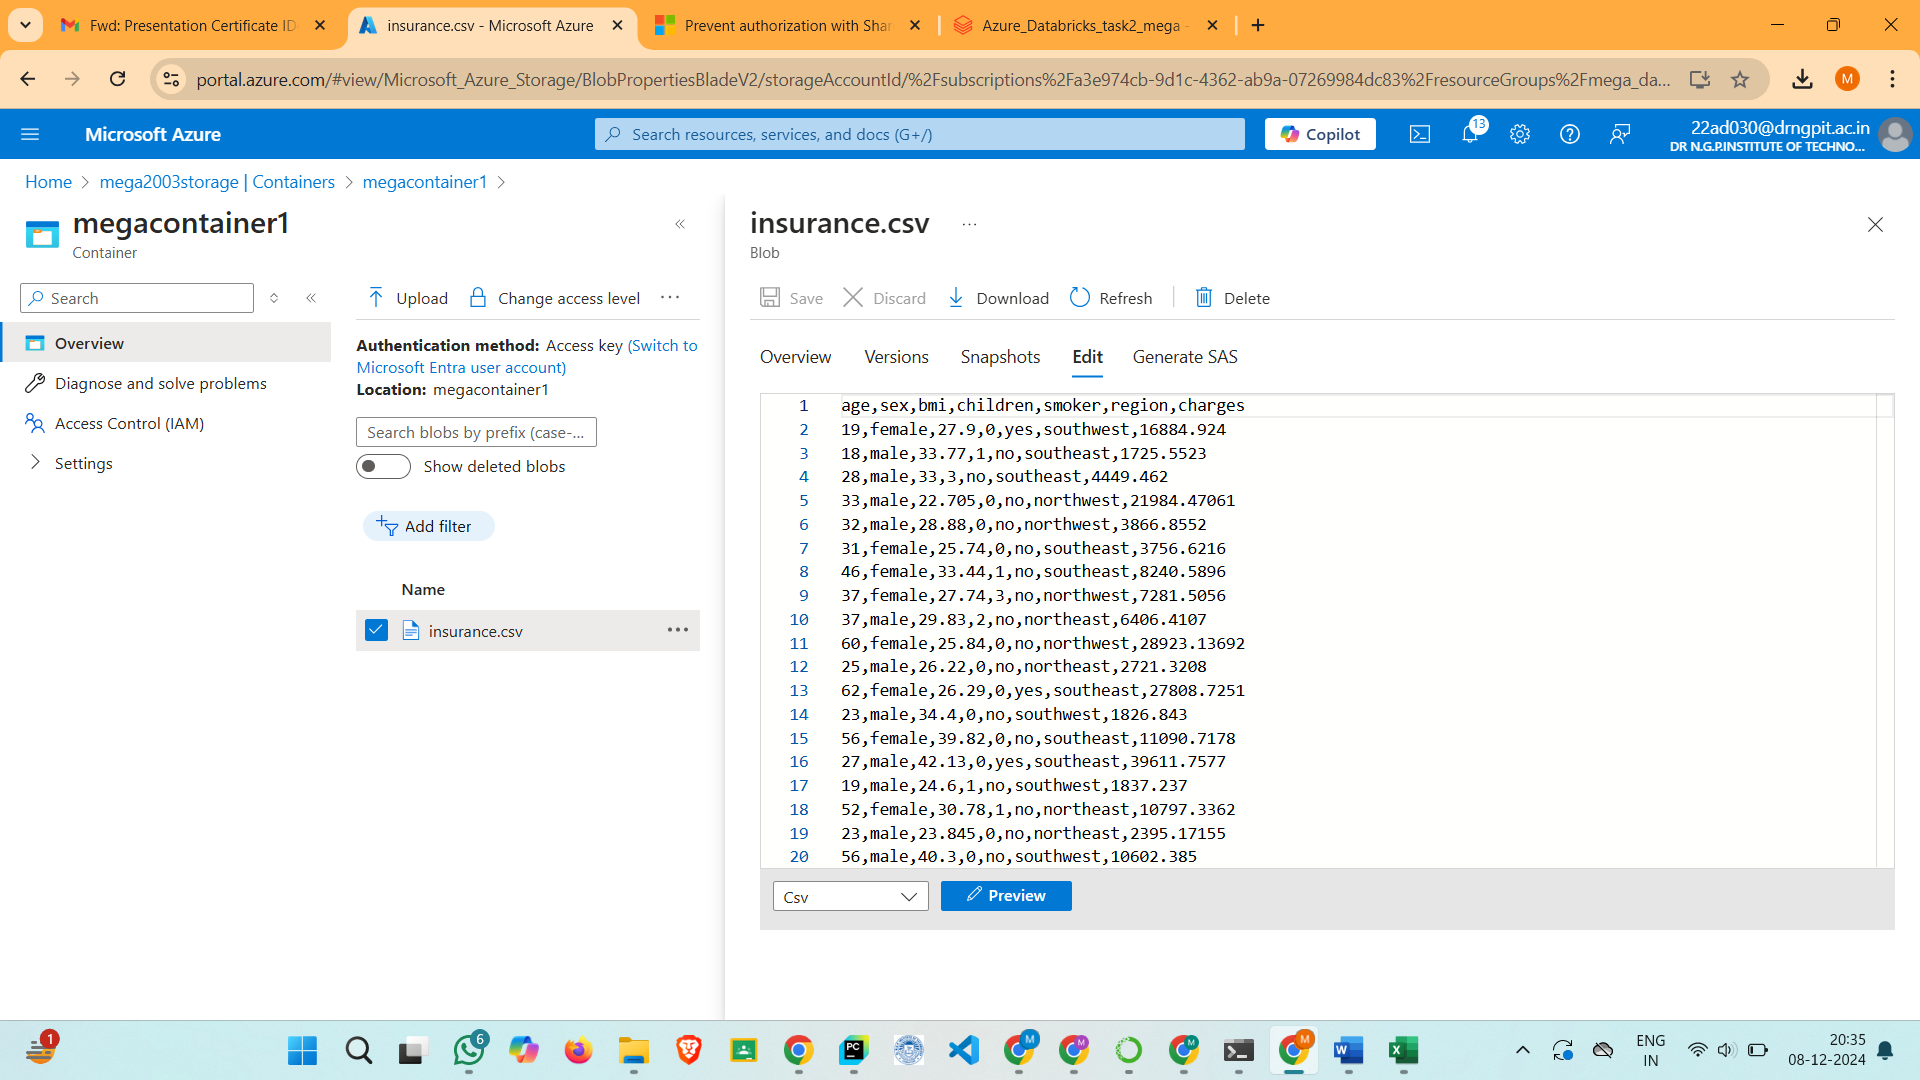 Fwd: Presentation Certificate ID-
insurance.csv - Microsoft Azure
Prevent authorization with Shar
Azure_Databricks_task2_mega -
portal.azure.com/#view/Microsoft_Azure_Storage/BlobPropertiesBladeV2/storageAccountId/%2Fsubscriptions%2Fa3e974cb-9d1c-4362-ab9a-07269984dc83%2FresourceGroups%2Fmega_da...
M
Microsoft Azure
Search resources, services, and docs (G+/)
Copilot
13
22ad030@drngpit.ac.in
DR N.G.P.INSTITUTE OF TECHNO...
Home > mega2003storage | Containers > megacontainer1 >
megacontainer1
Container
Search
Overview
Diagnose and solve problems
Access Control (IAM)
Settings
Upload
Change access level
Authentication method: Access key (Switch to
Microsoft Entra user account)
Location: megacontainer1
Search blobs by prefix (case-...
Show deleted blobs
Add filter
Name
insurance.csv
insurance.csv
Blob
Save
Discard
Download
Refresh
Delete
Overview
Versions
Snapshots
Edit
Generate SAS
1 age,sex,bmi,children,smoker,region,charges
2 19,female,27.9,0,yes,southwest,16884.924
3 18,male,33.77,1,no,southeast,1725.5523
4 28,male,33,3,no,southeast,4449.462
5 33,male,22.705,0,no,northwest,21984.47061
6 32,male,28.88,0,no,northwest,3866.8552
7 31,female,25.74,0,no,southeast,3756.6216
8 46,female,33.44,1,no,southeast,8240.5896
9 37,female,27.74,3,no,northwest,7281.5056
10 37,male,29.83,2,no,northeast,6406.4107
11 60,female,25.84,0,no,northwest,28923.13692
12 25,male,26.22,0,no,northeast,2721.3208
13 62,female,26.29,0,yes,southeast,27808.7251
14 23,male,34.4,0,no,southwest,1826.843
15 56,female,39.82,0,no,southeast,11090.7178
16 27,male,42.13,0,yes,southeast,39611.7577
17 19,male,24.6,1,no,southwest,1837.237
18 52,female,30.78,1,no,northeast,10797.3362
19 23,male,23.845,0,no,northeast,2395.17155
20 56,male,40.3,0,no,southwest,10602.385
Csv
Preview
1
6
PC
M
M
M
M
ENG
IN
20:35
08-12-2024